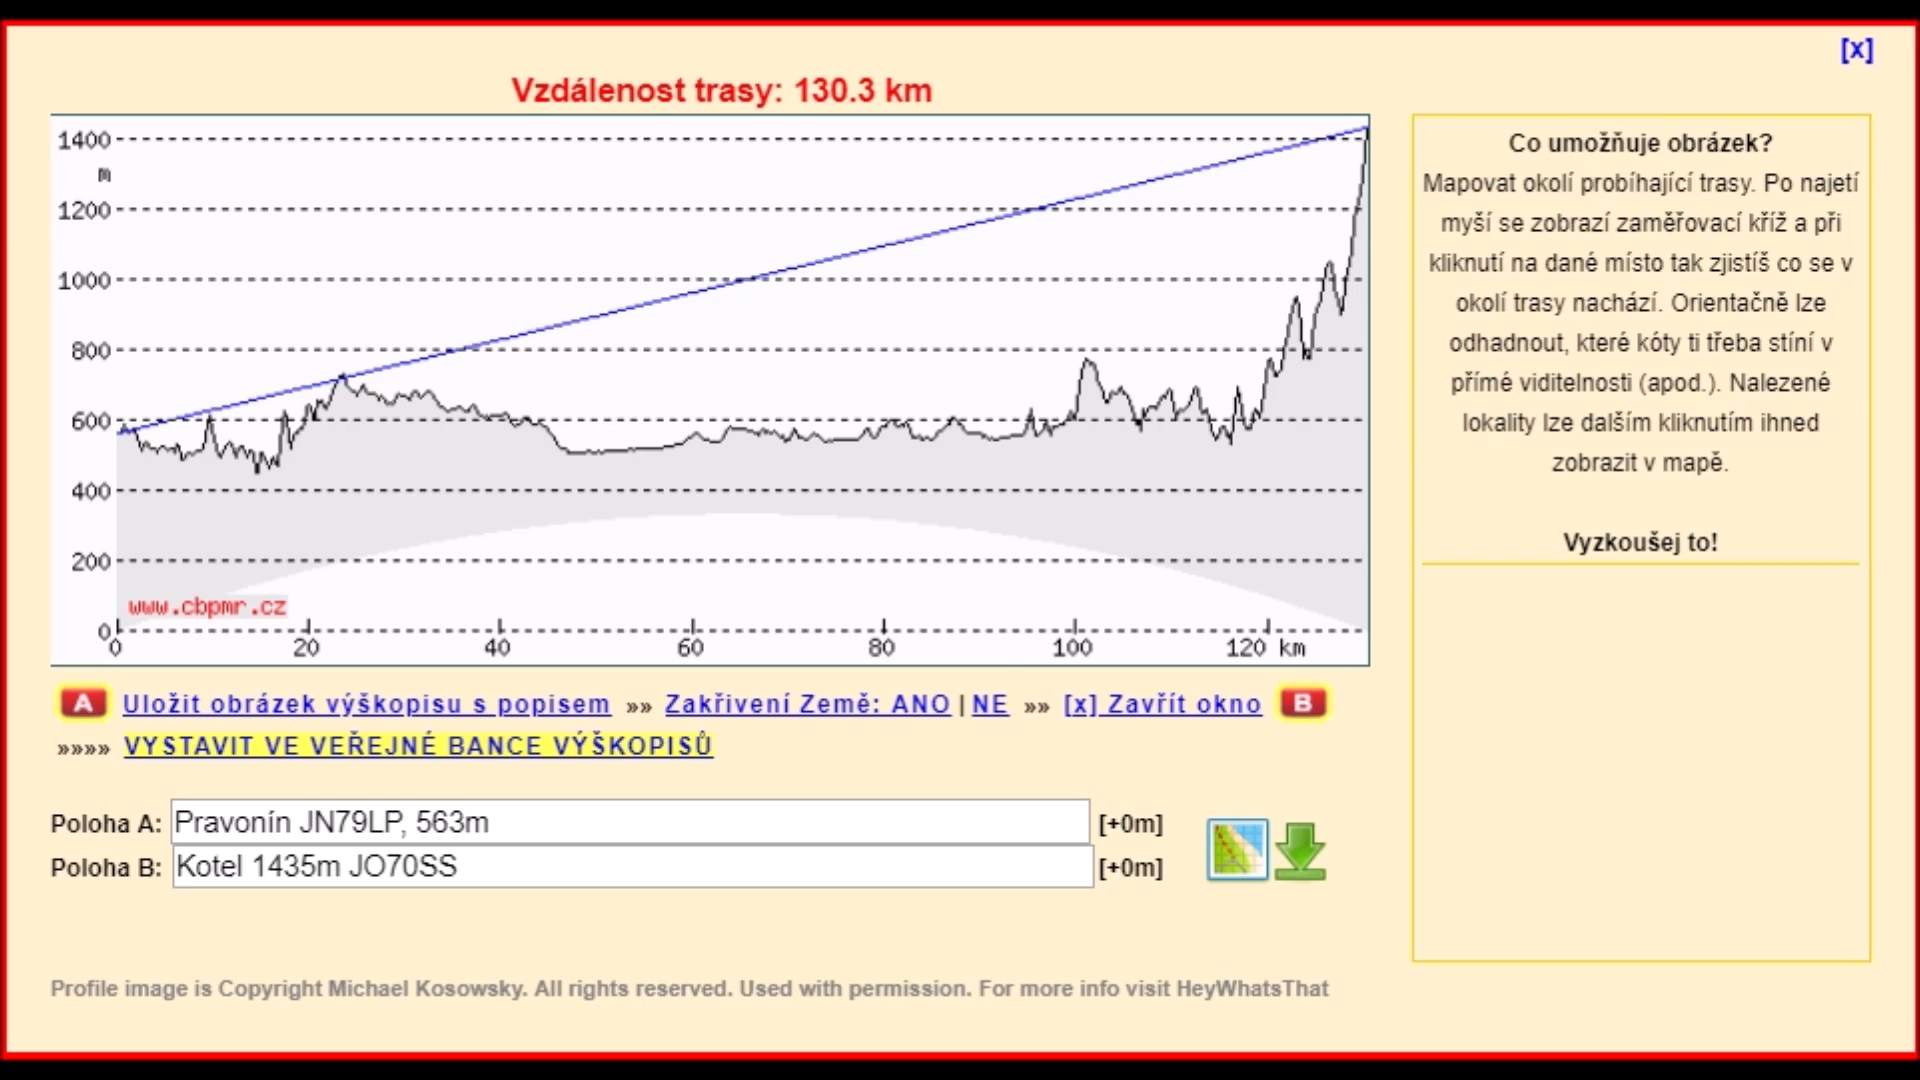 [x]
Vzdálenost trasy: 130.3 km
1400
m
1200
1000
800
600
400
200
0
www.cbpmr.cz
0 20 40 60 80 100 120 km
A Uložit obrázek výškopisu s popisem »» Zakřivení Země: ANO | NE »» [x] Zavřít okno B
»»»» VYSTAVIT VE VEŘEJNÉ BANCE VÝŠKOPISŮ
Poloha A: Pravonín JN79LP, 563m [+0m]
Poloha B: Kotel 1435m JO70SS [+0m]
Profile image is Copyright Michael Kosowsky. All rights reserved. Used with permission. For more info visit HeyWhatsThat
Co umožňuje obrázek?
Mapovat okolí probíhající trasy. Po najetí
myší se zobrazí zaměřovací kříž a při
kliknutí na dané místo tak zjistíš co se v
okolí trasy nachází. Orientačně lze
odhadnout, které kóty ti třeba stíní v
přímé viditelnosti (apod.). Nalezené
lokality lze dalším kliknutím ihned
zobrazit v mapě.
Vyzkoušej to!